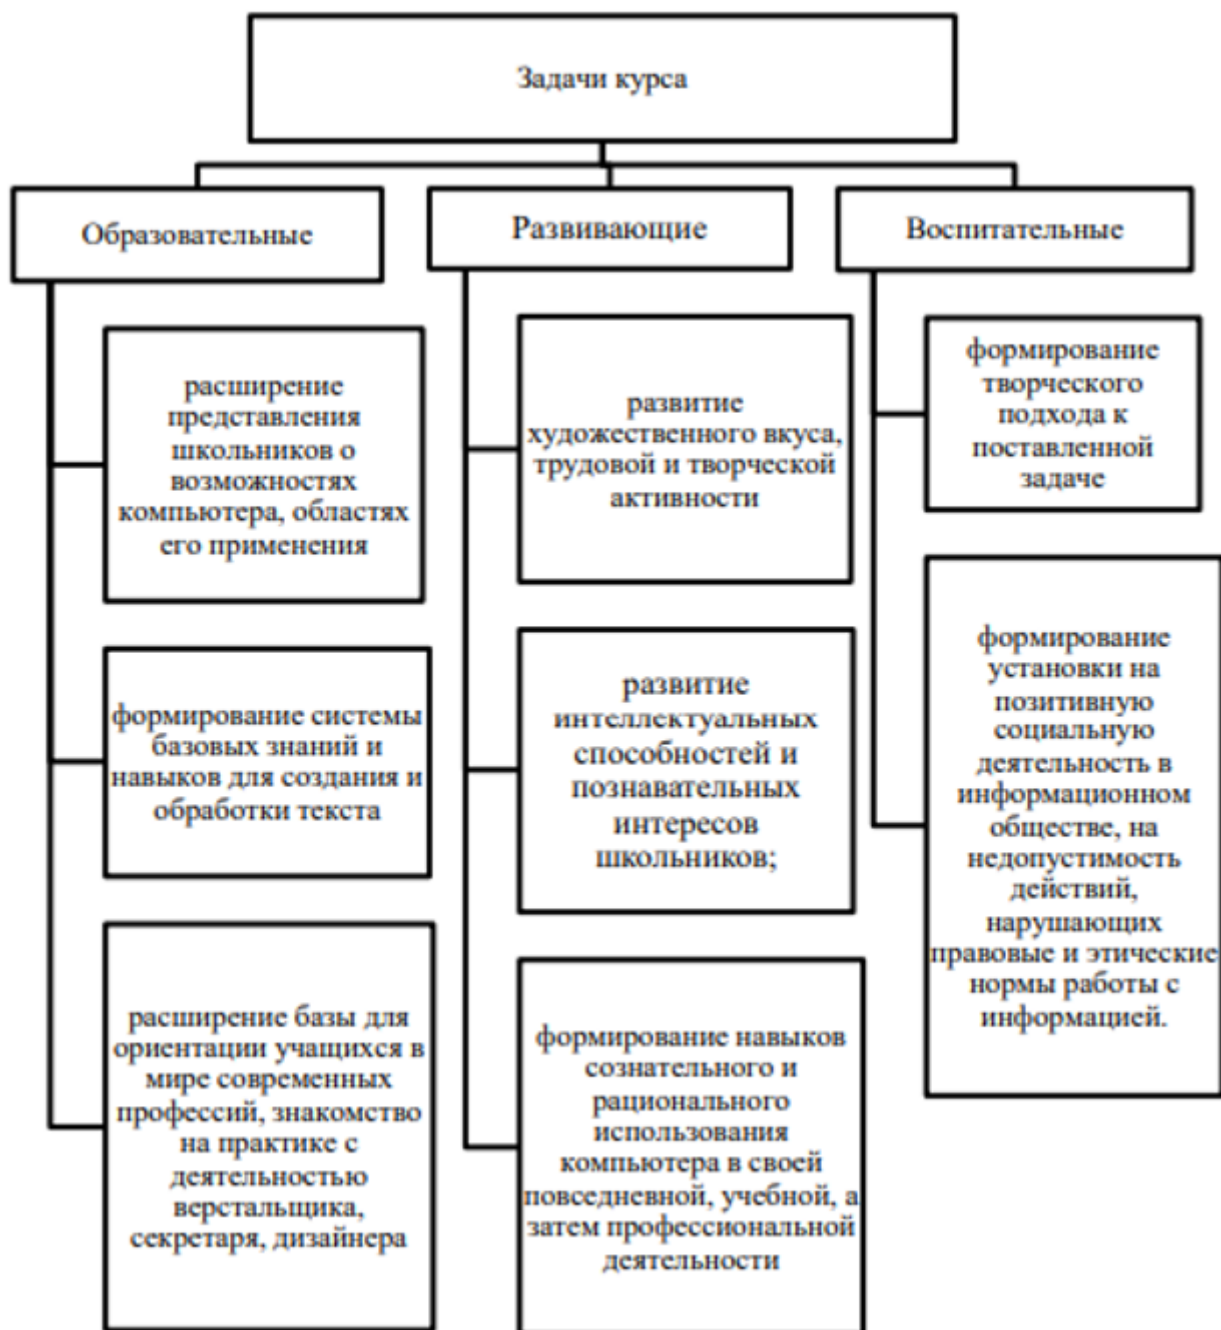 Задачи курса
Образовательные
расширение
представления
школьников о
возможностях
компьютера, областях
его применения
формирование системы
базовых знаний и
навыков для создания и
обработки текста
расширение базы для
ориентации учащихся в
мире современных
профессий, знакомство
на практике с
деятельностью
верстальщика,
секретаря, дизайнера
Развивающие
развитие
художественного вкуса,
трудовой и творческой
активности
развитие
интеллектуальных
способностей и
познавательных
интересов
школьников;
формирование навыков
сознательного и
рационального
использования
компьютера в своей
повседневной, учебной, а
затем профессиональной
деятельности
Воспитательные
формирование
творческого
подхода к
поставленной
задаче
формирование
установки на
позитивную
социальную
деятельность в
информационном
обществе, на
недопустимость
действий,
нарушающих
правовые и этические
нормы работы с
информацией.